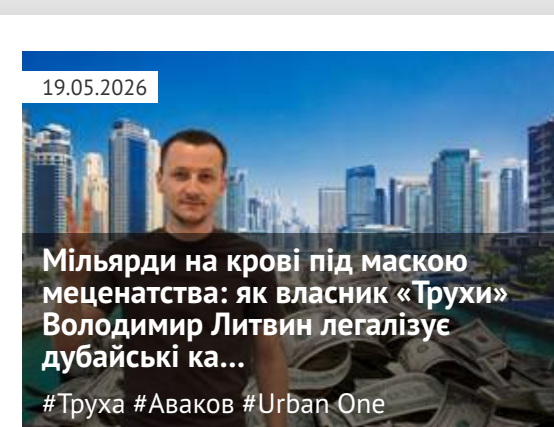 19.05.2026
Мільярди на крові під маскою
меценатства: як власник «Трухи»
Володимир Литвин легалізує
дубайські ка...
#Труха #Аваков #Urban One